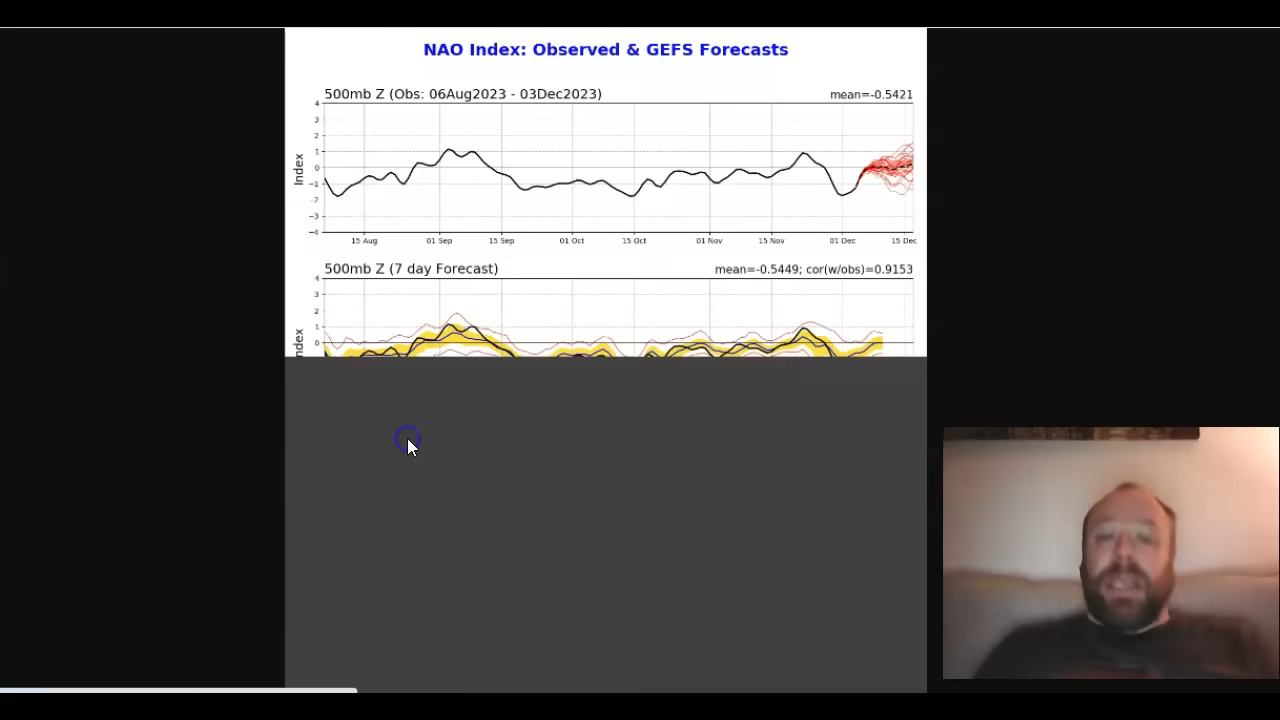 NAO Index: Observed & GEFS Forecasts
500mb Z (Obs: 06Aug2023 - 03Dec2023)
mean=-0.5421
4
3
2
1
0
−1
−2
−3
−4
Index
15 Aug
01 Sep
15 Sep
01 Oct
15 Oct
01 Nov
15 Nov
01 Dec
15 Dec
500mb Z (7 day Forecast)
mean=-0.5449; cor(w/obs)=0.9153
4
3
2
1
0
ndex